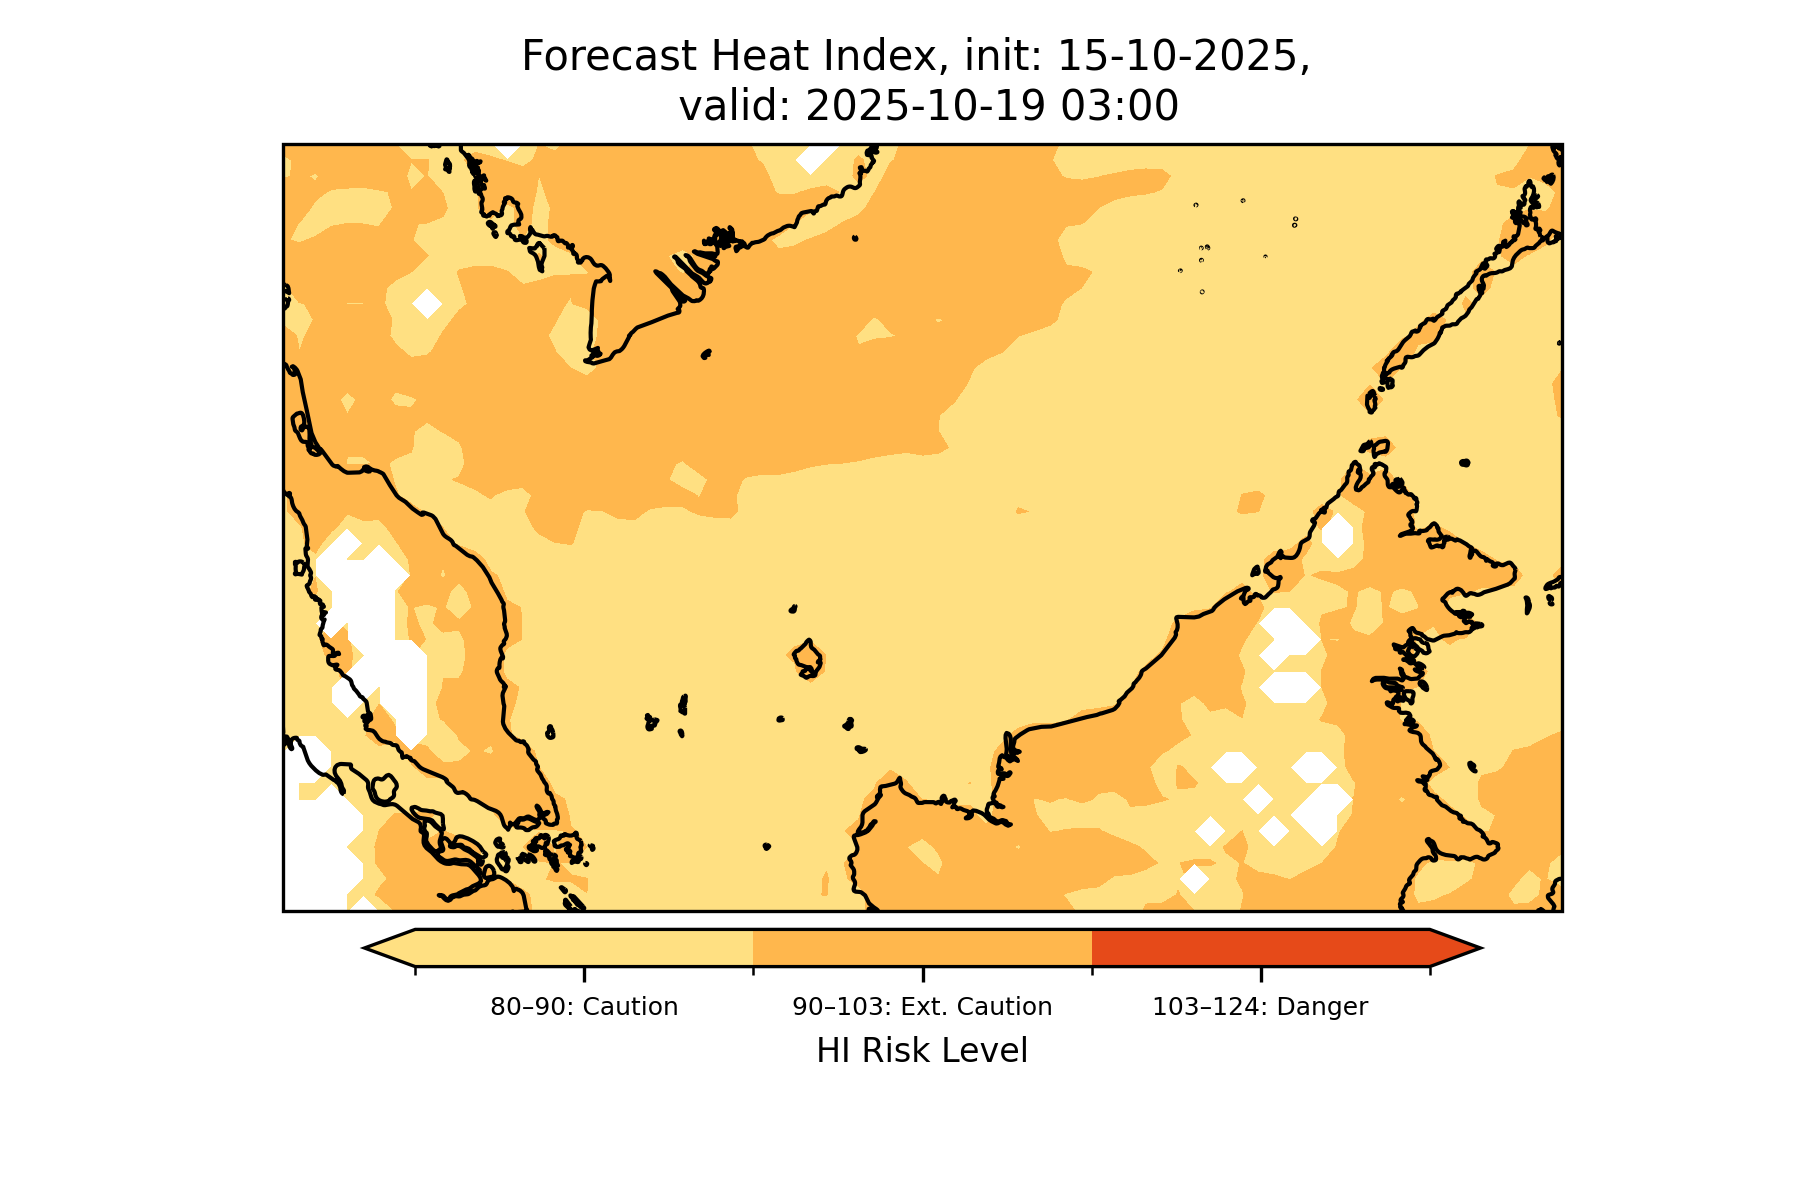 Forecast Heat Index, init: 15-10-2025,
valid: 2025-10-19 03:00
80–90: Caution
90–103: Ext. Caution
103–124: Danger
HI Risk Level